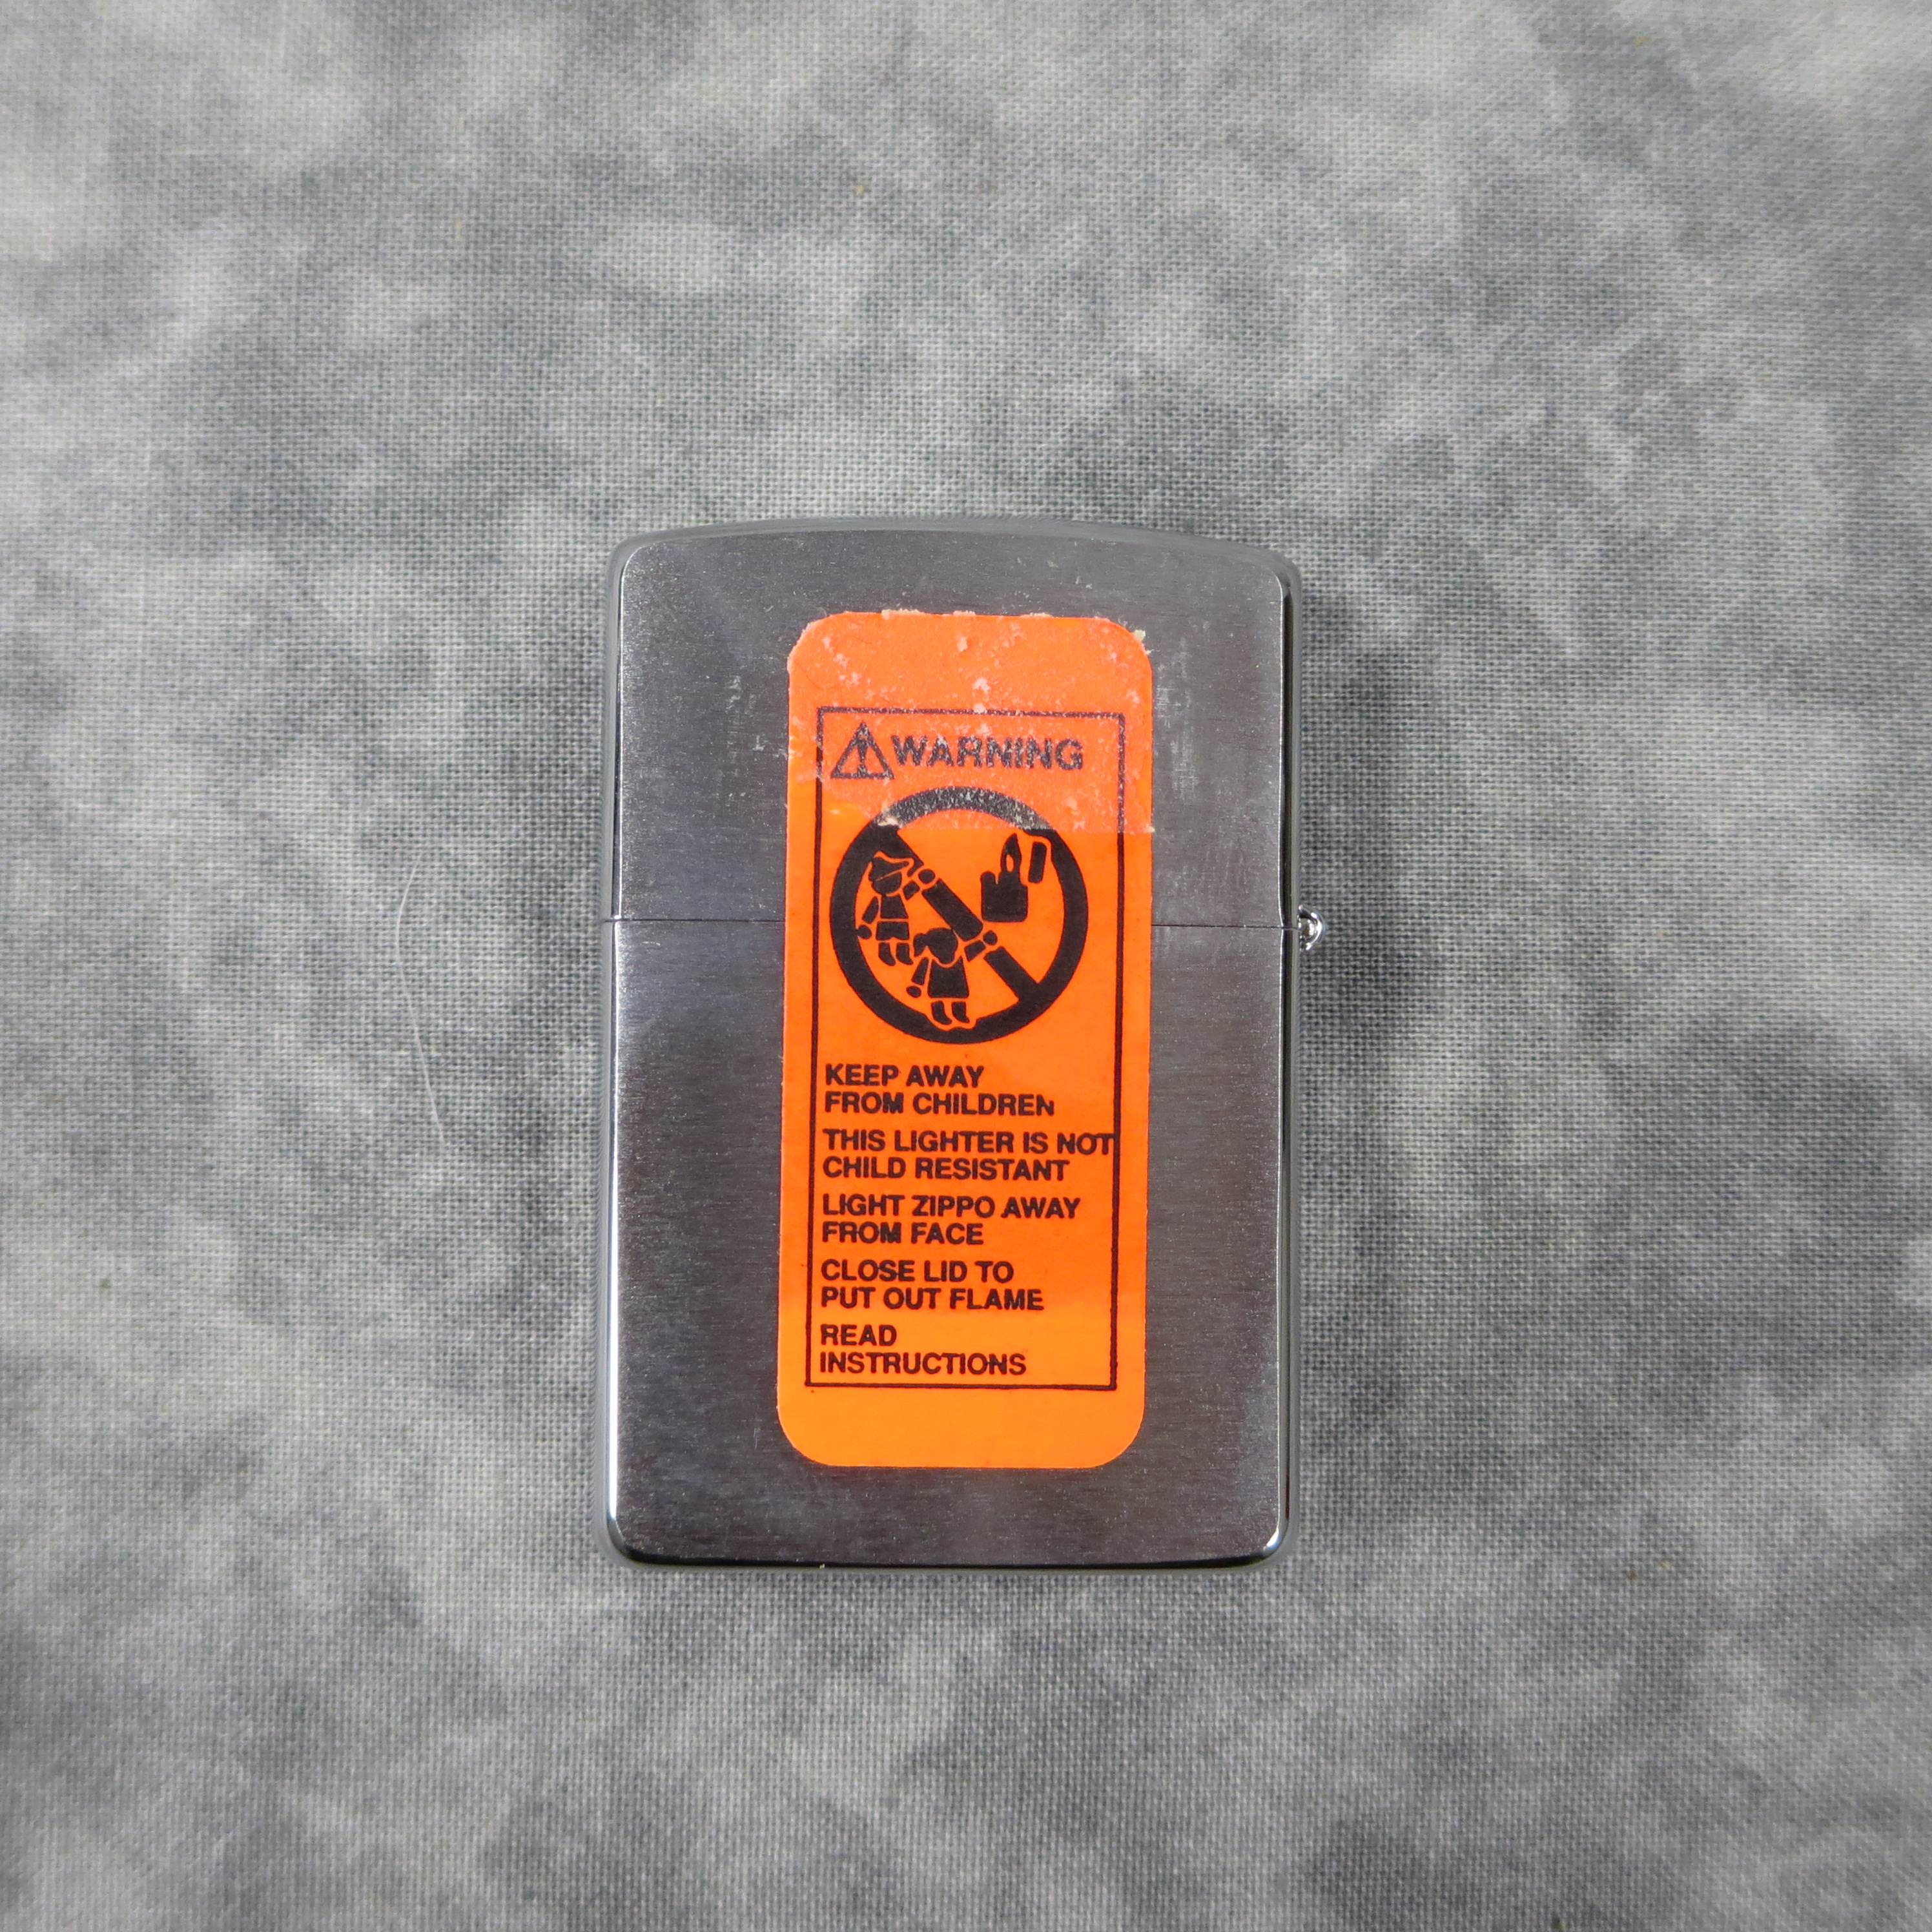 WARNING
KEEP AWAY
FROM CHILDREN
THIS LIGHTER IS NOT
CHILD RESISTANT
LIGHT ZIPPO AWAY
FROM FACE
CLOSE LID TO
PUT OUT FLAME
READ
INSTRUCTIONS